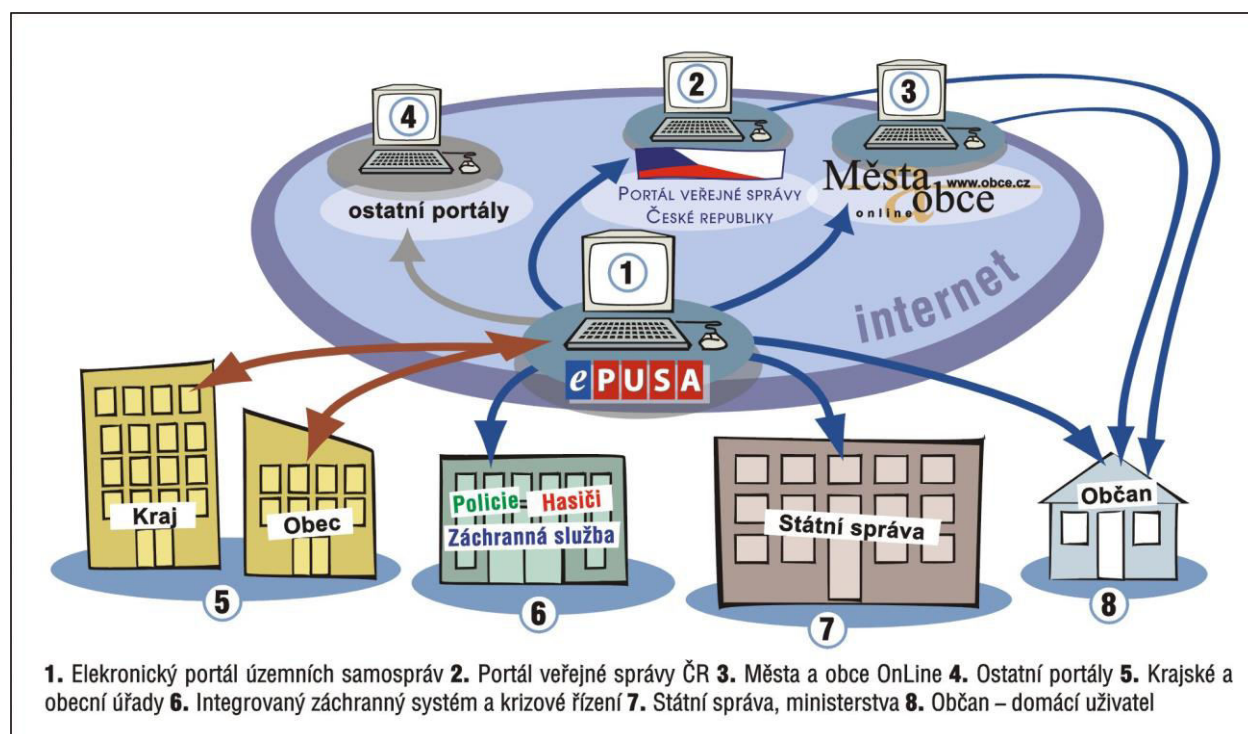 4
2
3
ostatní portály
PORTÁL VEŘEJNÉ SPRÁVY
ČESKÉ REPUBLIKY
Města a obce
www.obce.cz
online
1
internet
ePUSA
Kraj
Obec
Policie Hasiči
Záchranná služba
Státní správa
Občan
5
6
7
8
1. Elekronický portál územních samospráv 2. Portál veřejné správy ČR 3. Města a obce OnLine 4. Ostatní portály 5. Krajské a
obecní úřady 6. Integrovaný záchranný systém a krizové řízení 7. Státní správa, ministerstva 8. Občan – domácí uživatel